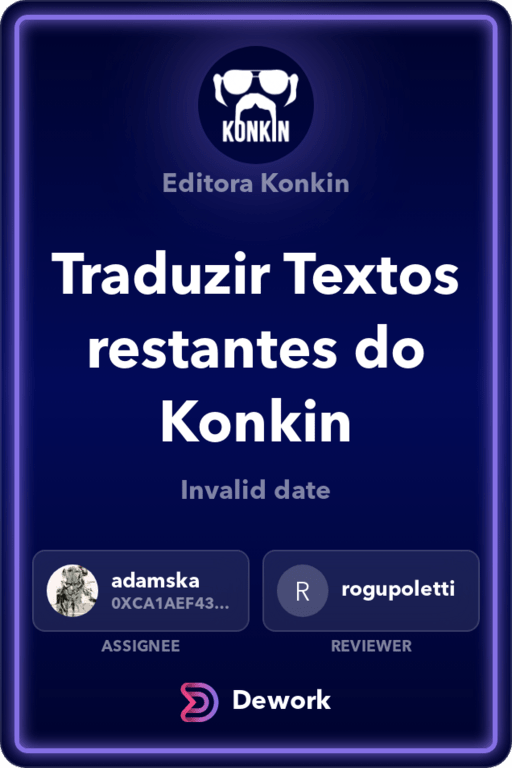 KONKIN
Editora Konkin
Traduzir Textos
restantes do
Konkin
Invalid date
adamska
0XCA1AEF43...
R
rogupoletti
ASSIGNEE
REVIEWER
Dework